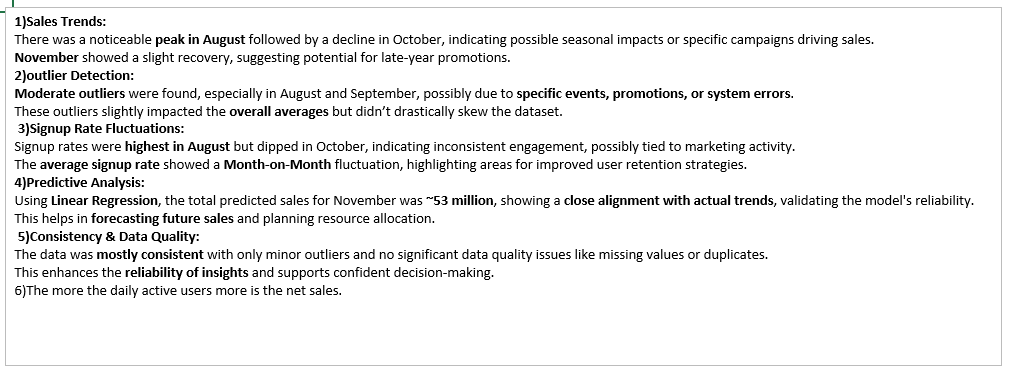 1)Sales Trends:
There was a noticeable peak in August followed by a decline in October, indicating possible seasonal impacts or specific campaigns driving sales.
November showed a slight recovery, suggesting potential for late-year promotions.
2)outlier Detection:
Moderate outliers were found, especially in August and September, possibly due to specific events, promotions, or system errors.
These outliers slightly impacted the overall averages but didn't drastically skew the dataset.
3)Signup Rate Fluctuations:
Signup rates were highest in August but dipped in October, indicating inconsistent engagement, possibly tied to marketing activity.
The average signup rate showed a Month-on-Month fluctuation, highlighting areas for improved user retention strategies.
4)Predictive Analysis:
Using Linear Regression, the total predicted sales for November was ~53 million, showing a close alignment with actual trends, validating the model's reliability.
This helps in forecasting future sales and planning resource allocation.
5)Consistency & Data Quality:
The data was mostly consistent with only minor outliers and no significant data quality issues like missing values or duplicates.
This enhances the reliability of insights and supports confident decision-making.
6)The more the daily active users more is the net sales.